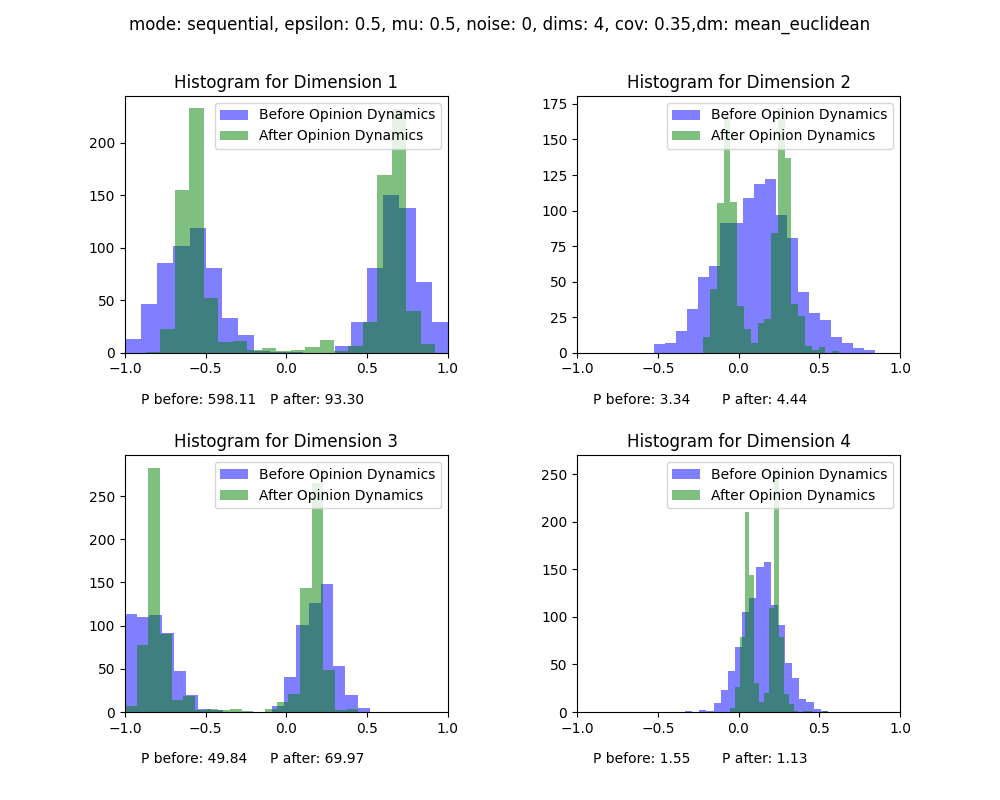 mode: sequential, epsilon: 0.5, mu: 0.5, noise: 0, dims: 4, cov: 0.35,dm: mean_euclidean
Histogram for Dimension 1
Before Opinion Dynamics
After Opinion Dynamics
200
150
100
50
0
−1.0 −0.5 0.0 0.5 1.0
P before: 598.11 P after: 93.30
Histogram for Dimension 2
Before Opinion Dynamics
After Opinion Dynamics
175
150
125
100
75
50
25
0
−1.0 −0.5 0.0 0.5 1.0
P before: 3.34 P after: 4.44
Histogram for Dimension 3
Before Opinion Dynamics
After Opinion Dynamics
250
200
150
100
50
0
−1.0 −0.5 0.0 0.5 1.0
P before: 49.84 P after: 69.97
Histogram for Dimension 4
Before Opinion Dynamics
After Opinion Dynamics
250
200
150
100
50
0
−1.0 −0.5 0.0 0.5 1.0
P before: 1.55 P after: 1.13